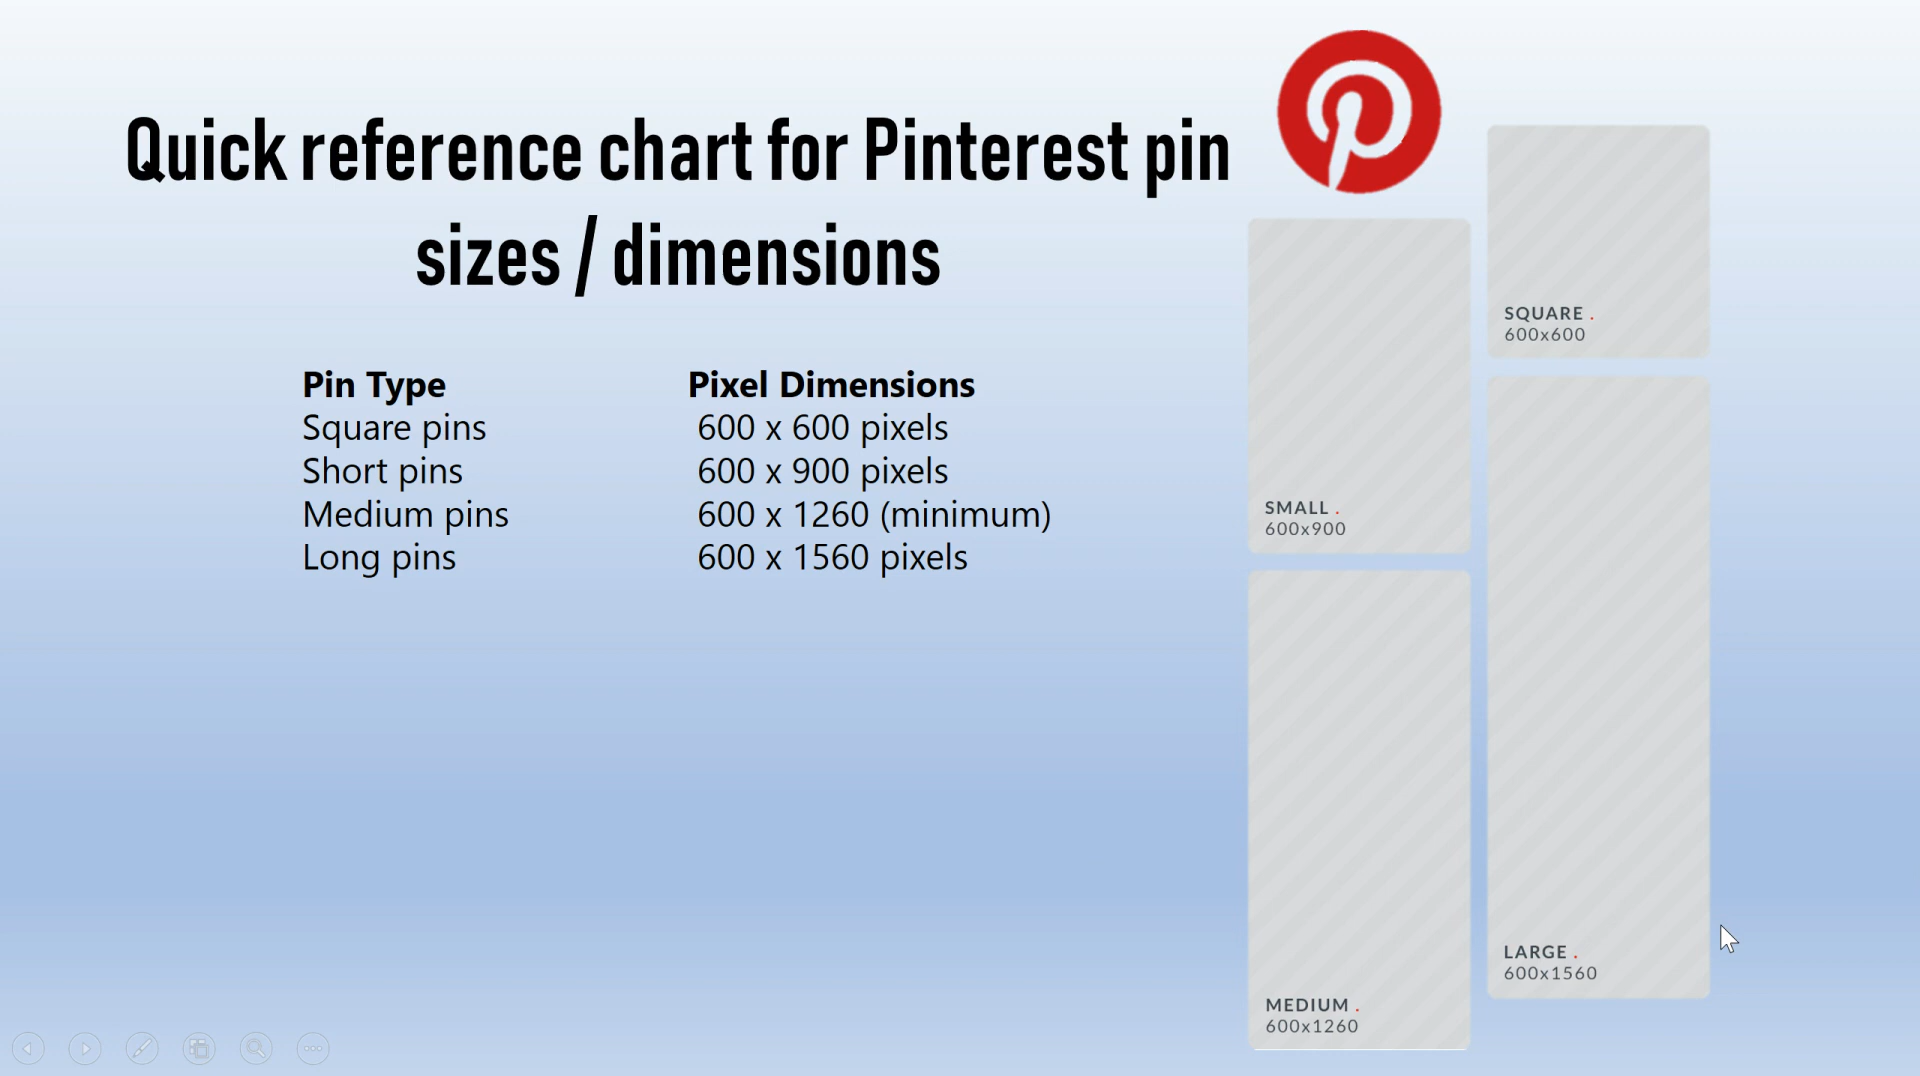 Quick reference chart for Pinterest pin
sizes / dimensions
Pin Type Pixel Dimensions
Square pins 600 x 600 pixels
Short pins 600 x 900 pixels
Medium pins 600 x 1260 (minimum)
Long pins 600 x 1560 pixels
SQUARE .
600x600
SMALL .
600x900
LARGE .
600x1560
MEDIUM .
600x1260